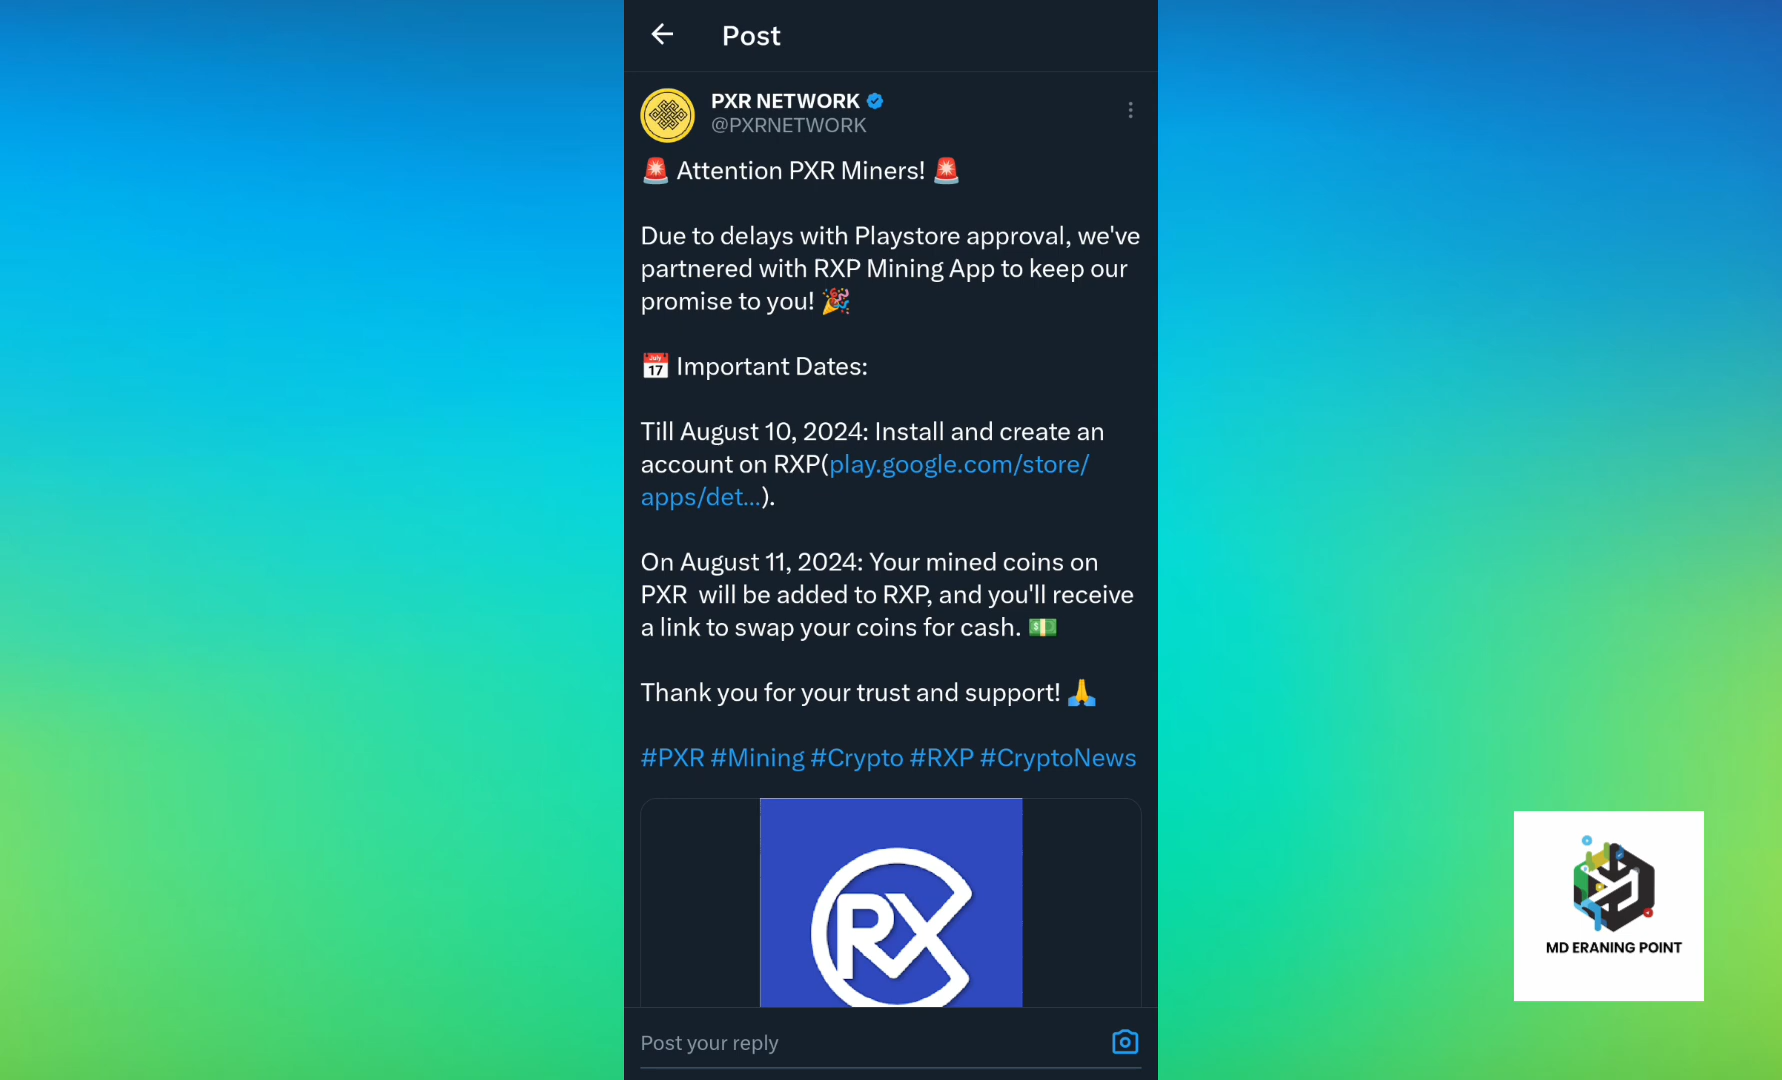 Post
PXR NETWORK
@PXRNETWORK
🚨 Attention PXR Miners! 🚨
Due to delays with Playstore approval, we've
partnered with RXP Mining App to keep our
promise to you! 🎉
📅 Important Dates:
Till August 10, 2024: Install and create an
account on RXP(play.google.com/store/
apps/det...).
On August 11, 2024: Your mined coins on
PXR  will be added to RXP, and you'll receive
a link to swap your coins for cash. 💵
Thank you for your trust and support! 🙏
#PXR #Mining #Crypto #RXP #CryptoNews
RX
Post your reply
MD ERANING POINT